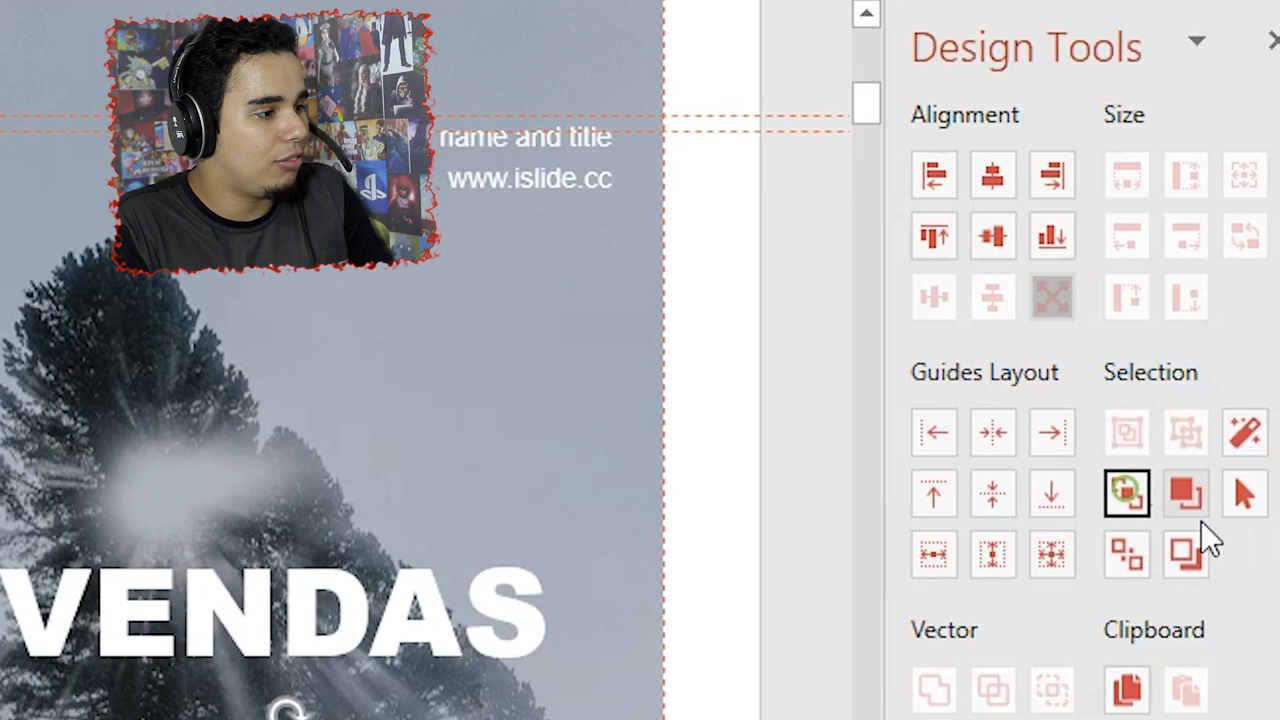 Design Tools
Alignment
Size
name and title
www.islide.cc
Guides Layout
Selection
VENDAS
Vector
Clipboard